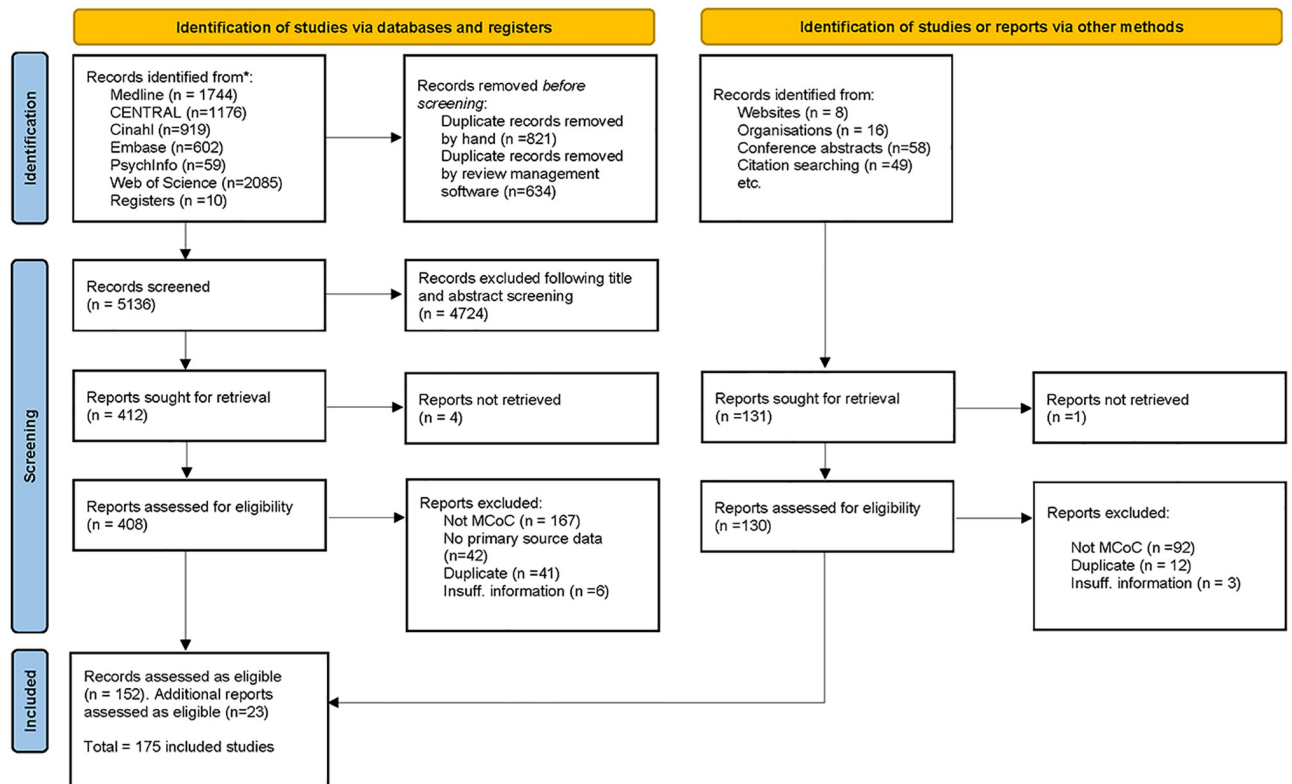 Identification of studies via databases and registers
Identification of studies or reports via other methods
Identification
Records identified from*:
Medline (n = 1744)
CENTRAL (n=1176)
Cinahl (n=919)
Embase (n=602)
PsychInfo (n=59)
Web of Science (n=2085)
Registers (n =10)
Records removed before
screening:
Duplicate records removed
by hand (n =821)
Duplicate records removed
by review management
software (n=634)
Records identified from:
Websites (n = 8)
Organisations (n = 16)
Conference abstracts (n=58)
Citation searching (n =49)
etc.
Screening
Records screened
(n = 5136)
Records excluded following title
and abstract screening
(n = 4724)
Reports sought for retrieval
(n = 412)
Reports not retrieved
(n = 4)
Reports sought for retrieval
(n =131)
Reports not retrieved
(n =1)
Reports assessed for eligibility
(n = 408)
Reports excluded:
Not MCoC (n = 167)
No primary source data
(n=42)
Duplicate (n =41)
Insuff. information (n =6)
Reports assessed for eligibility
(n =130)
Reports excluded:
Not MCoC (n =92)
Duplicate (n = 12)
Insuff. information (n = 3)
Included
Records assessed as eligible
(n = 152). Additional reports
assessed as eligible (n=23)
Total = 175 included studies